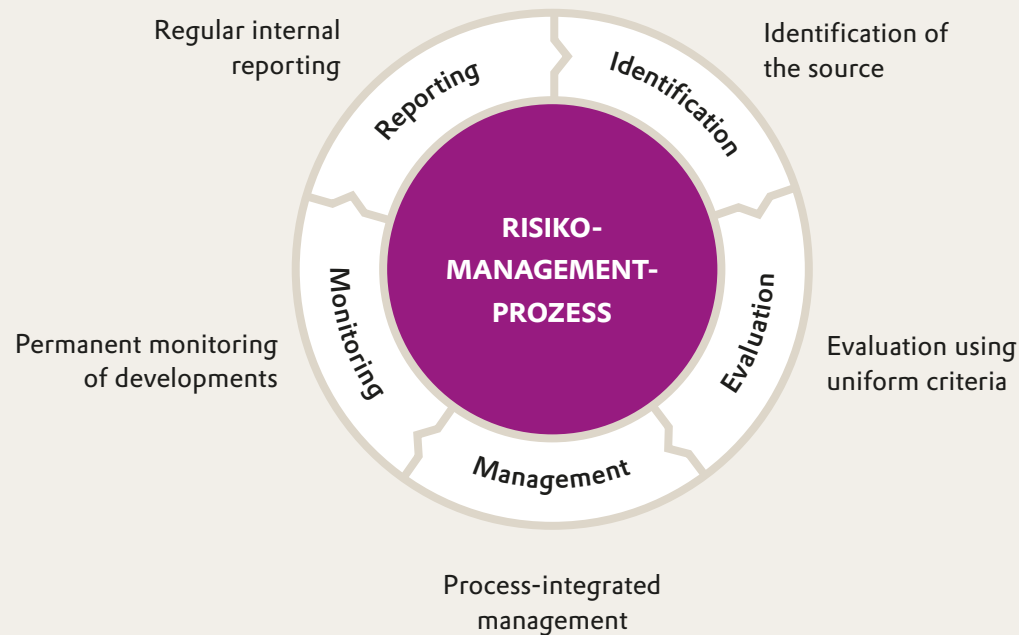 Regular internal
reporting
Identification of
the source
Reporting
Identification
RISIKO-
MANAGEMENT-
PROZESS
Monitoring
Evaluation
Permanent monitoring
of developments
Evaluation using
uniform criteria
Management
Process-integrated
management